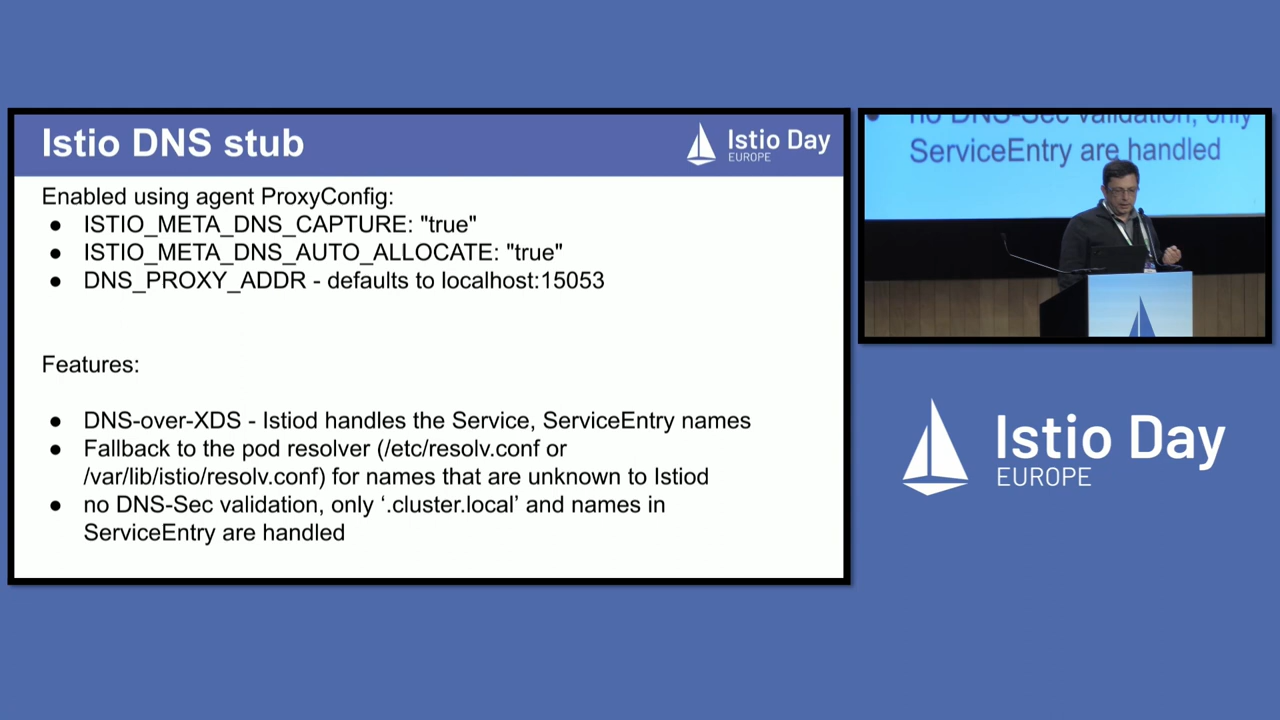 Istio DNS stub
Istio Day
EUROPE
Enabled using agent ProxyConfig:
● ISTIO_META_DNS_CAPTURE: "true"
● ISTIO_META_DNS_AUTO_ALLOCATE: "true"
● DNS_PROXY_ADDR - defaults to localhost:15053
Features:
● DNS-over-XDS - Istiod handles the Service, ServiceEntry names
● Fallback to the pod resolver (/etc/resolv.conf or
/var/lib/istio/resolv.conf) for names that are unknown to Istiod
● no DNS-Sec validation, only ‘.cluster.local’ and names in
ServiceEntry are handled
no DNS-Sec validation, only
ServiceEntry are handled
Istio Day
EUROPE